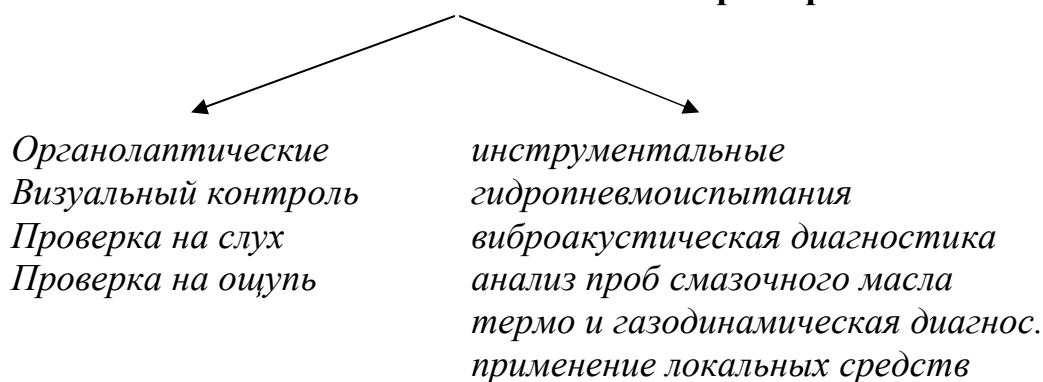 Органолаптические
Визуальный контроль
Проверка на слух
Проверка на ощупь
инструментальные
гидропневмоиспытания
виброакустическая диагностика
анализ проб смазочного масла
термо и газодинамическая диагнос.
применение локальных средств